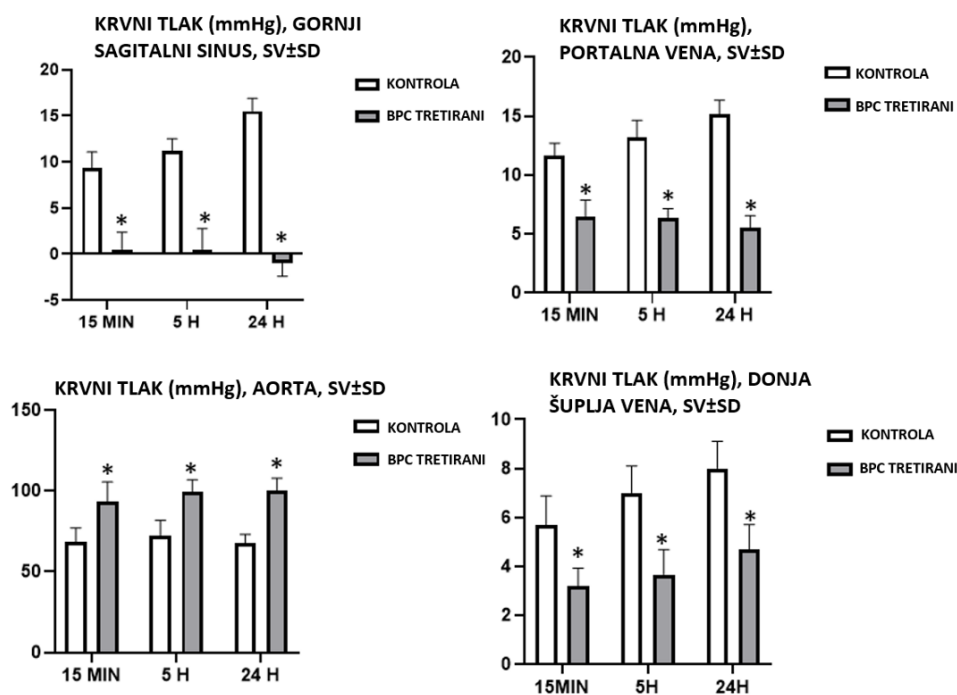 KRVNI TLAK (mmHg), GORNJI
SAGITALNI SINUS, SV±SD
20
15
10
5
0
-5
15 MIN 5 H 24 H
* * *
KONTROLA
BPC TRETIRANI
KRVNI TLAK (mmHg),
PORTALNA VENA, SV±SD
20
15
10
5
0
15 MIN 5 H 24 H
* * *
KONTROLA
BPC TRETIRANI
KRVNI TLAK (mmHg), AORTA, SV±SD
150
100
50
0
15 MIN 5 H 24 H
* * *
KONTROLA
BPC TRETIRANI
KRVNI TLAK (mmHg), DONJA
ŠUPLJA VENA, SV±SD
10
8
6
4
2
0
15MIN 5H 24H
* * *
KONTROLA
BPC TRETIRANI